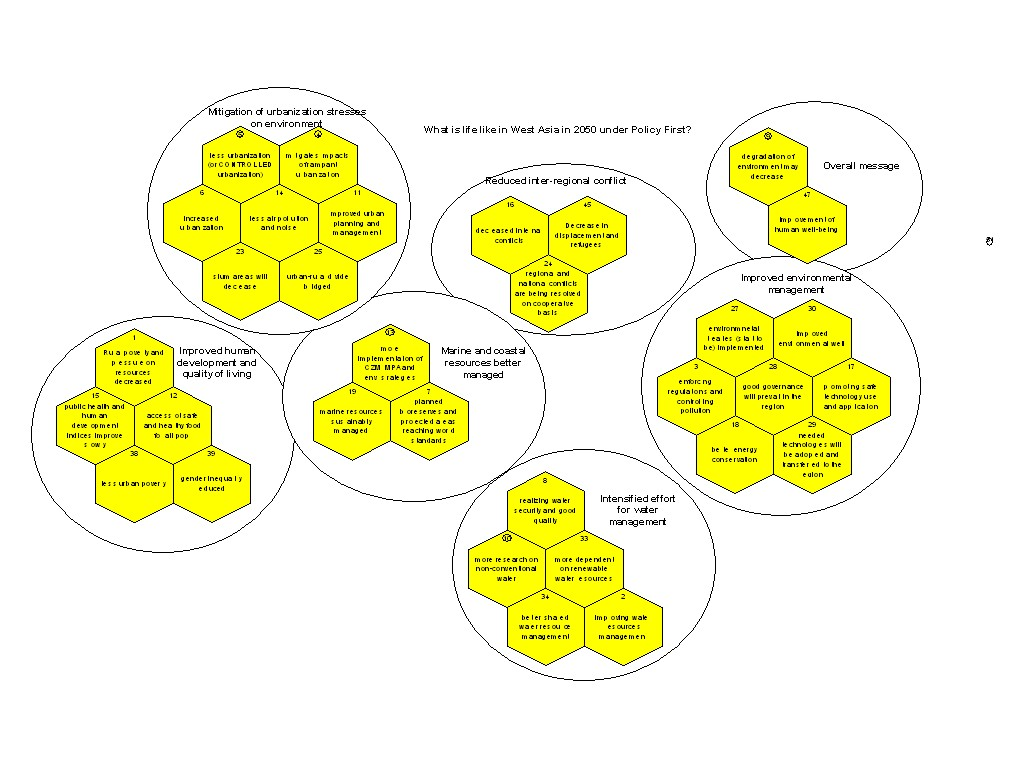 What is life like in West Asia in 2050 under Policy First?
Mitigation of urbanization stresses
on environment
less urbanization
(or CONTROLLED
urbanization)
mitigates impacts
of rampant
urbanization
6
increased
urbanization
14
less air pollution
and noise
11
improved urban
planning and
management
23
slum areas will
decrease
25
urban-rural divide
bridged
Reduced inter-regional conflict
16
decreased internal
conflicts
45
Decrease in
displacement and
refugees
24
regional and
national conflicts
are being resolved
on cooperative
basis
Overall message
degradation of
environment may
decrease
47
improvement of
human well-being
Improved environmental
management
27
environmnetal
treaties (start to
be) implemented
30
improved
environmental well
3
enforcing
regulations and
controlling
pollution
28
good governance
will prevail in the
region
17
promoting safe
technology use
and application
18
better energy
conservation
29
needed
technologies will
be adopted and
transferred to the
region
Improved human
development and
quality of living
1
Rural poverty and
pressure on
resources
decreased
15
public health and
human
development
indices improve
slowly
12
access to safe
and healthy food
for all pop
38
less urban poverty
39
gender inequality
reduced
Marine and coastal
resources better
managed
13
more
implementation of
CZM MPA and
env strategies
19
marine resources
sustainably
managed
7
planned
bioreserves and
protected areas
reaching world
standards
Intensified effort
for water
management
8
realizing water
security and good
quality
10
more research on
non-conventional
water
33
more dependent
on renewable
water resources
34
better shared
water resource
management
2
improving water
resources
management